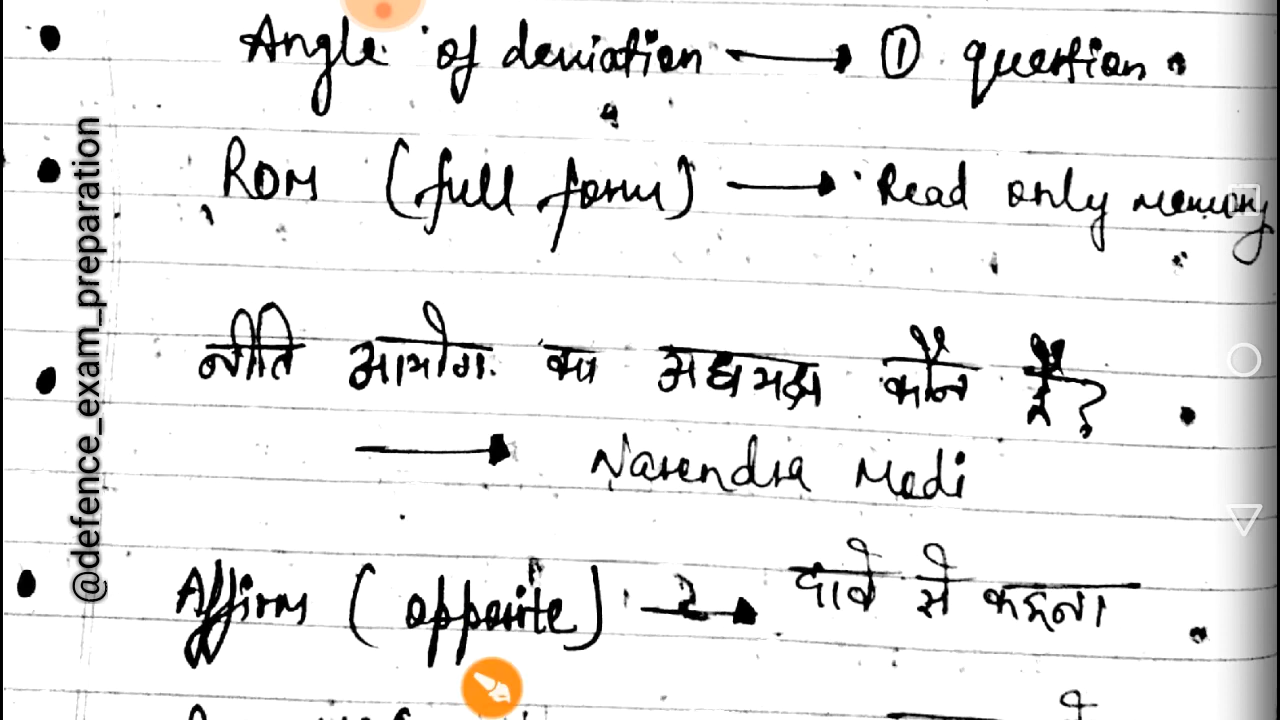 • Angle of deviation → ① question.
• ROM (full form) → Read only memory
• नीति आयोग का अध्यक्ष कौन है?
→ Narendra Modi
• Affirm (opposite) → दावे से कहना
@defence_exam_preparation